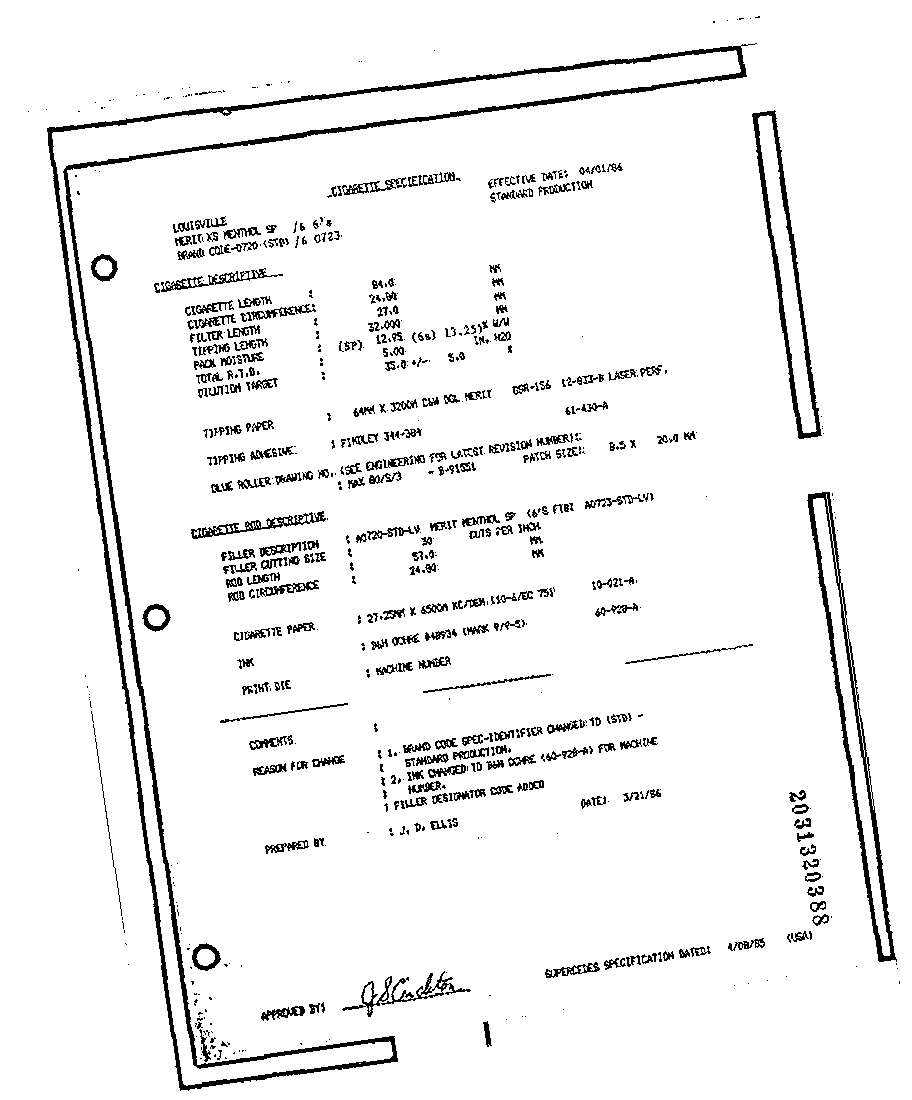 CIGARETTE SPECIFICATION
EFFECTIVE DATE: 04/01/86
STANDARD PRODUCTION
LOUISVILLE
MERIT XS MENTHOL SP /6 6's
BRAND CODE-0720 (STD) /6 0723
CIGARETTE DESCRIPTIVE
CIGARETTE LENGTH : 84.0 MM
CIGARETTE CIRCUMFERENCE: 24.80 MM
FILTER LENGTH : 27.0 MM
TIPPING LENGTH : 32.000 MM
PACK MOISTURE : (SP) 12.95 (6s) 13.25)% W/W
TOTAL R.T.D. : 5.00 IN. H2O
DILUTION TARGET : 35.0 +/- 5.0 %
TIPPING PAPER : 64MM X 3200M C&W DOL MERIT OSR-156 (2-833-B LASER PERF.
TIPPING ADHESIVE: : FINDLEY 344-384 61-430-A
GLUE ROLLER DRAWING NO. (SEE ENGINEERING FOR LATEST REVISION NUMBER):
: MAX 80/S/3 - B-91551 PATCH SIZE: 8.5 X 20.0 MM
CIGARETTE ROD DESCRIPTIVE
FILLER DESCRIPTION : A0720-STD-LV MERIT MENTHOL SP (6'S FTB: A0723-STD-LV)
FILLER CUTTING SIZE : 30 CUTS PER INCH
ROD LENGTH : 57.0 MM
ROD CIRCUMFERENCE : 24.80 MM
CIGARETTE PAPER : 27.25MM X 6500M KC/DEM.(10-6/EC 75) 10-021-A
INK : B&H OCHRE #48934 (MARK 8/9-S) 60-928-A
PRINT DIE : MACHINE NUMBER
COMMENTS :
REASON FOR CHANGE : 1. BRAND CODE SPEC-IDENTIFIER CHANGED TO (STD) -
: STANDARD PRODUCTION.
: 2. INK CHANGED TO B&H OCHRE (60-928-A) FOR MACHINE
: NUMBER.
: FILLER DESIGNATOR CODE ADDED
PREPARED BY : J. D. ELLIS DATE: 3/21/86
2031320388
SUPERCEDES SPECIFICATION DATED: 4/08/85 (USA)
APPROVED BY: